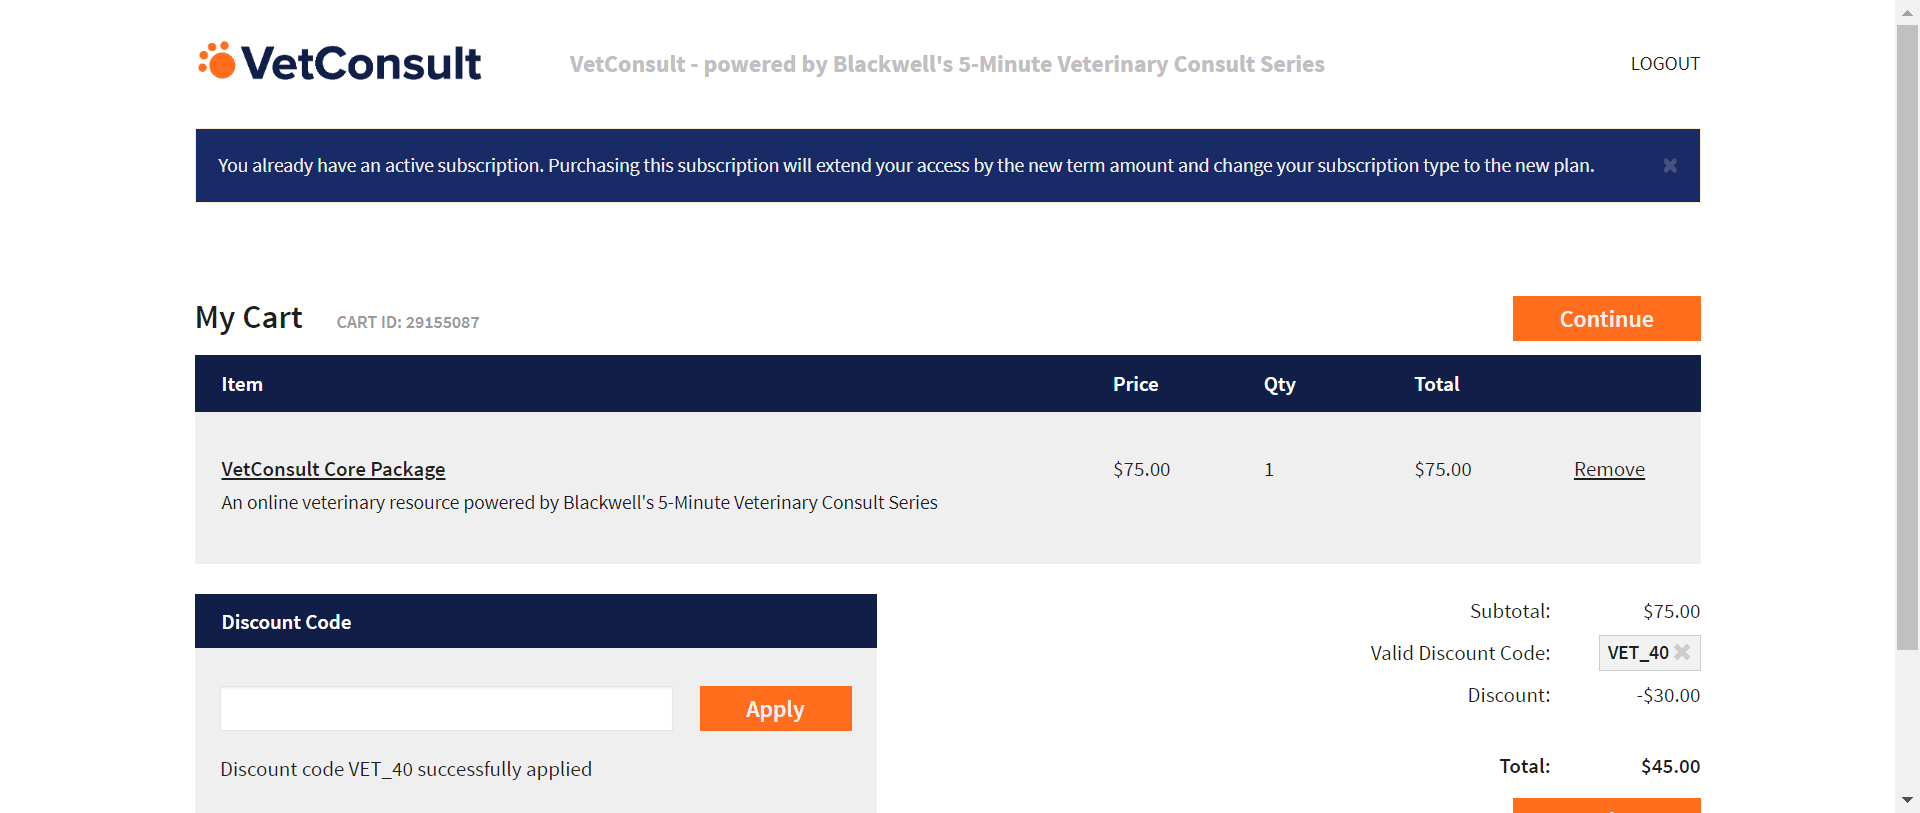 VetConsult
VetConsult - powered by Blackwell's 5-Minute Veterinary Consult Series
LOGOUT
You already have an active subscription. Purchasing this subscription will extend your access by the new term amount and change your subscription type to the new plan.
My Cart
CART ID: 29155087
Continue
Item Price Qty Total
VetConsult Core Package $75.00 1 $75.00 Remove
An online veterinary resource powered by Blackwell's 5-Minute Veterinary Consult Series
Discount Code
Apply
Discount code VET_40 successfully applied
Subtotal: $75.00
Valid Discount Code: VET_40
Discount: -$30.00
Total: $45.00